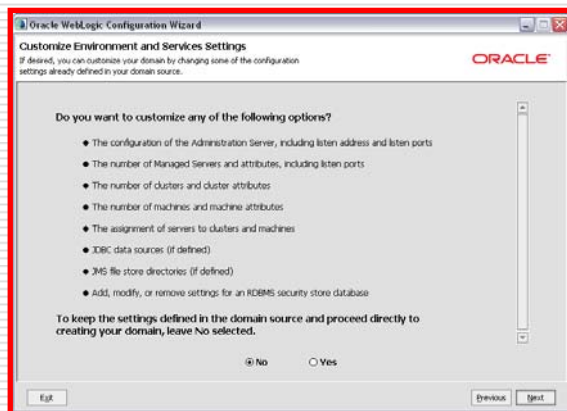 Oracle WebLogic Configuration Wizard
Customize Environment and Services Settings
If desired, you can customize your domain by changing some of the configuration
settings already defined in your domain source.
ORACLE
Do you want to customize any of the following options?
◆ The configuration of the Administration Server, including listen address and listen ports
◆ The number of Managed Servers and attributes, including listen ports
◆ The number of clusters and cluster attributes
◆ The number of machines and machine attributes
◆ The assignment of servers to clusters and machines
◆ JDBC data sources (if defined)
◆ JMS file store directories (if defined)
◆ Add, modify, or remove settings for an RDBMS security store database
To keep the settings defined in the domain source and proceed directly to
creating your domain, leave No selected.
No Yes
Exit Previous Next